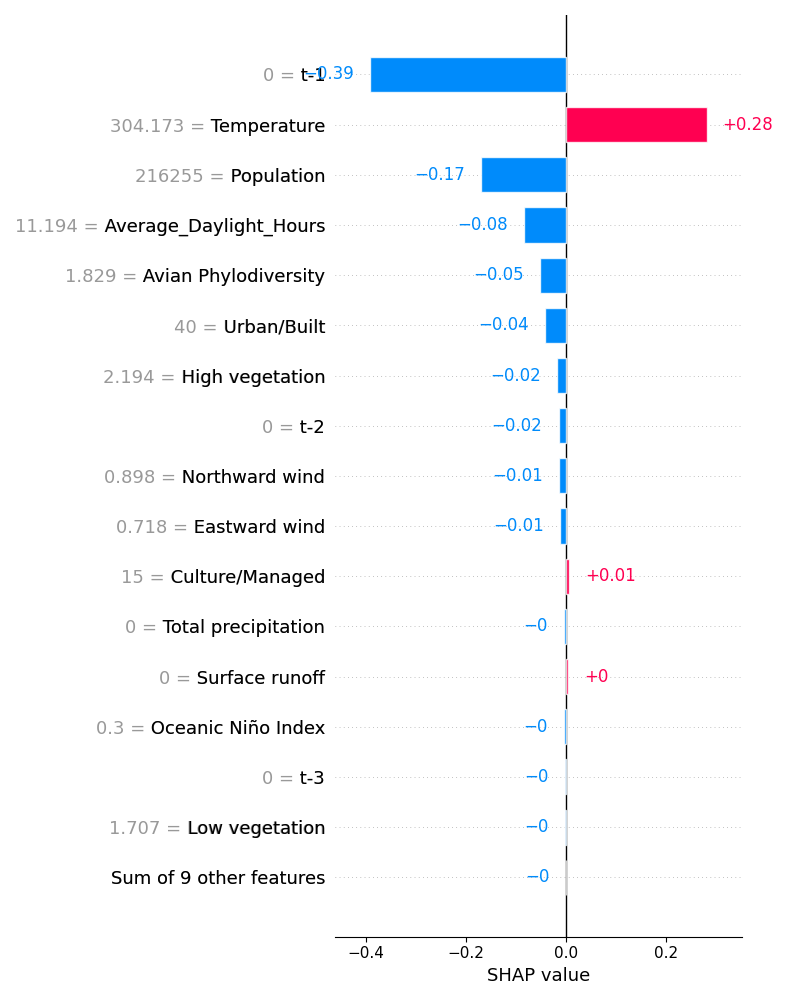 0 = t-1 −0.39
304.173 = Temperature +0.28
216255 = Population −0.17
11.194 = Average_Daylight_Hours −0.08
1.829 = Avian Phylodiversity −0.05
40 = Urban/Built −0.04
2.194 = High vegetation −0.02
0 = t-2 −0.02
0.898 = Northward wind −0.01
0.718 = Eastward wind −0.01
15 = Culture/Managed +0.01
0 = Total precipitation −0
0 = Surface runoff +0
0.3 = Oceanic Niño Index −0
0 = t-3 −0
1.707 = Low vegetation −0
Sum of 9 other features −0
−0.4 −0.2 0.0 0.2
SHAP value